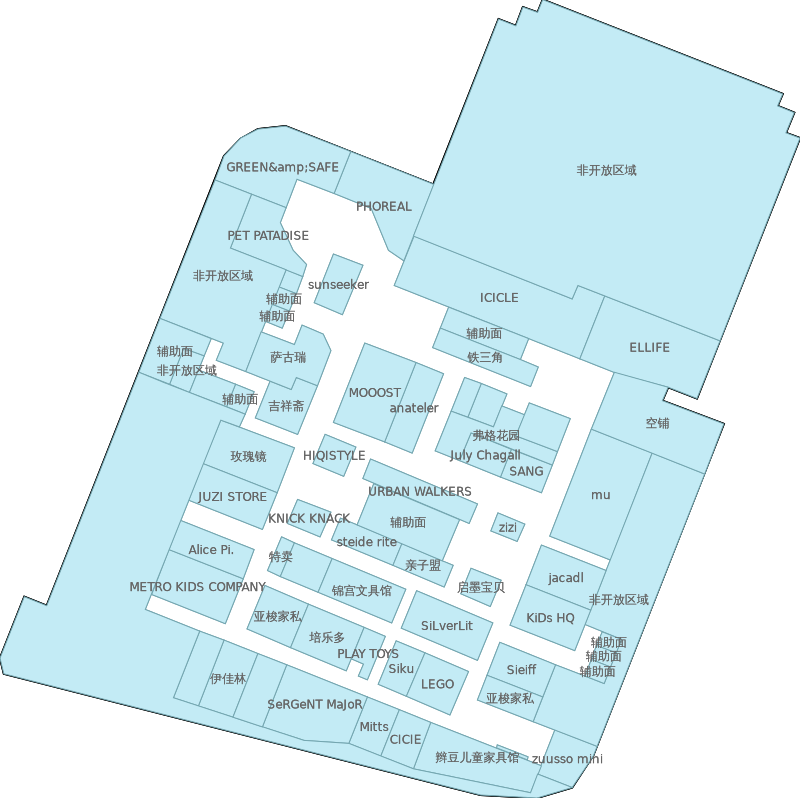 GREEN&amp;SAFE
非开放区域
PHOREAL
PET PATADISE
非开放区域
sunseeker
辅助面
辅助面
ICICLE
辅助面
铁三角
ELLIFE
辅助面
非开放区域
萨古瑞
辅助面
吉祥斋
MOOOST
anateler
空铺
弗格花园
July Chagall
SANG
玫瑰镜
HIQISTYLE
JUZI STORE
URBAN WALKERS
mu
KNICK KNACK
辅助面
zizi
steide rite
Alice Pi.
特卖
亲子盟
METRO KIDS COMPANY
锦宫文具馆
启墨宝贝
jacadl
非开放区域
亚梭家私
培乐多
SiLverLit
KiDs HQ
PLAY TOYS
辅助面
辅助面
辅助面
Siku
LEGO
Sieiff
亚梭家私
伊佳林
SeRGeNT MaJoR
Mitts
CICIE
辫豆儿童家具馆
zuusso mini